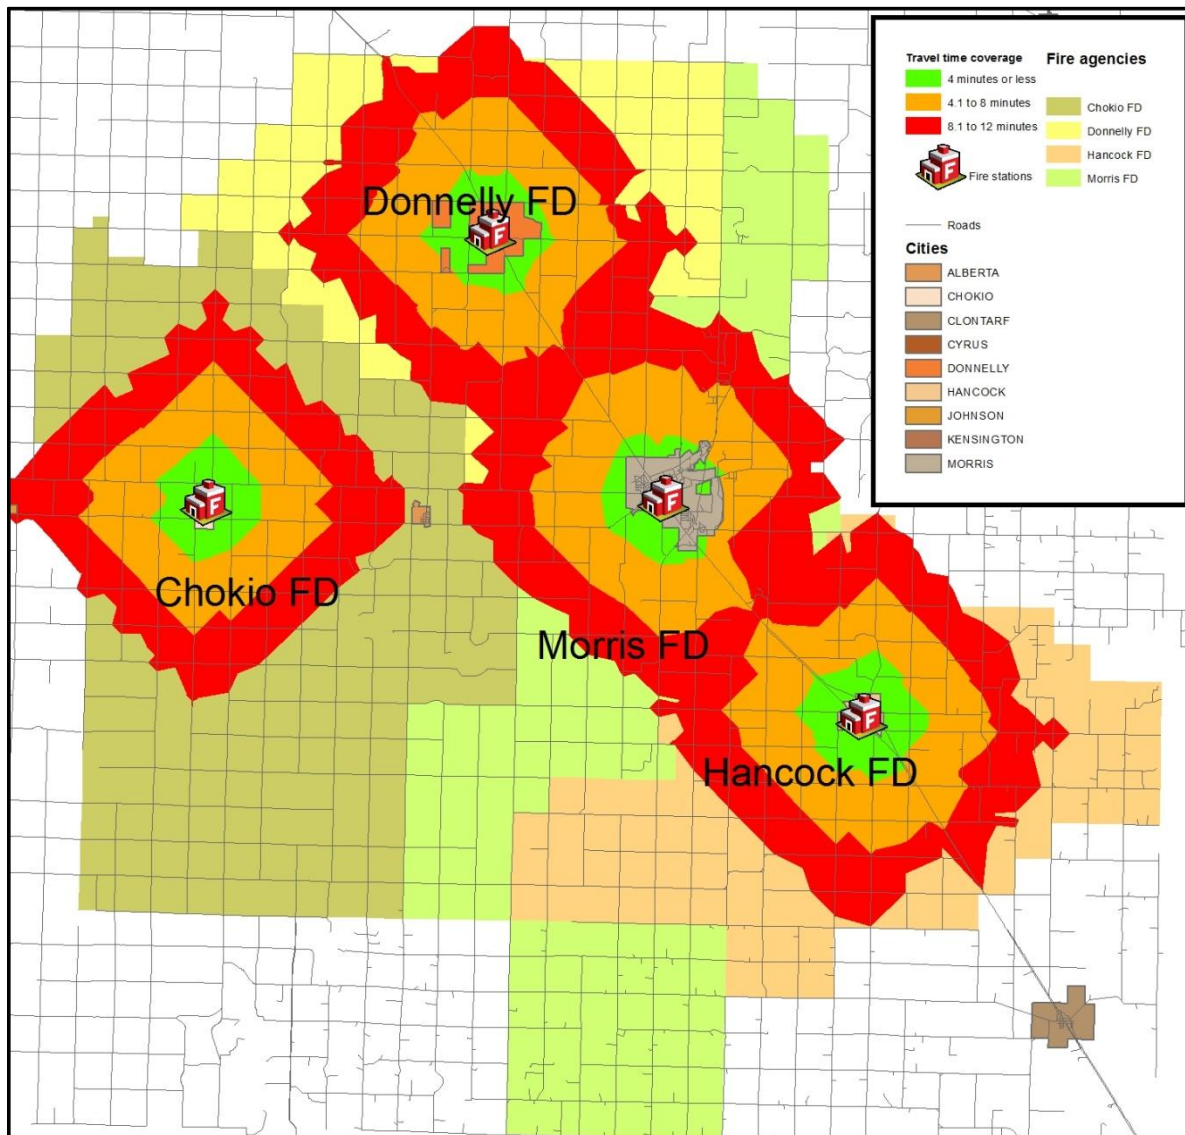 Travel time coverage
4 minutes or less
4.1 to 8 minutes
8.1 to 12 minutes
F Fire stations
Roads
Fire agencies
Chokio FD
Donnelly FD
Hancock FD
Morris FD
Cities
ALBERTA
CHOKIO
CLONTARF
CYRUS
DONNELLY
HANCOCK
JOHNSON
KENSINGTON
MORRIS
Donnelly FD
F
F
Chokio FD
F
Morris FD
F
Hancock FD